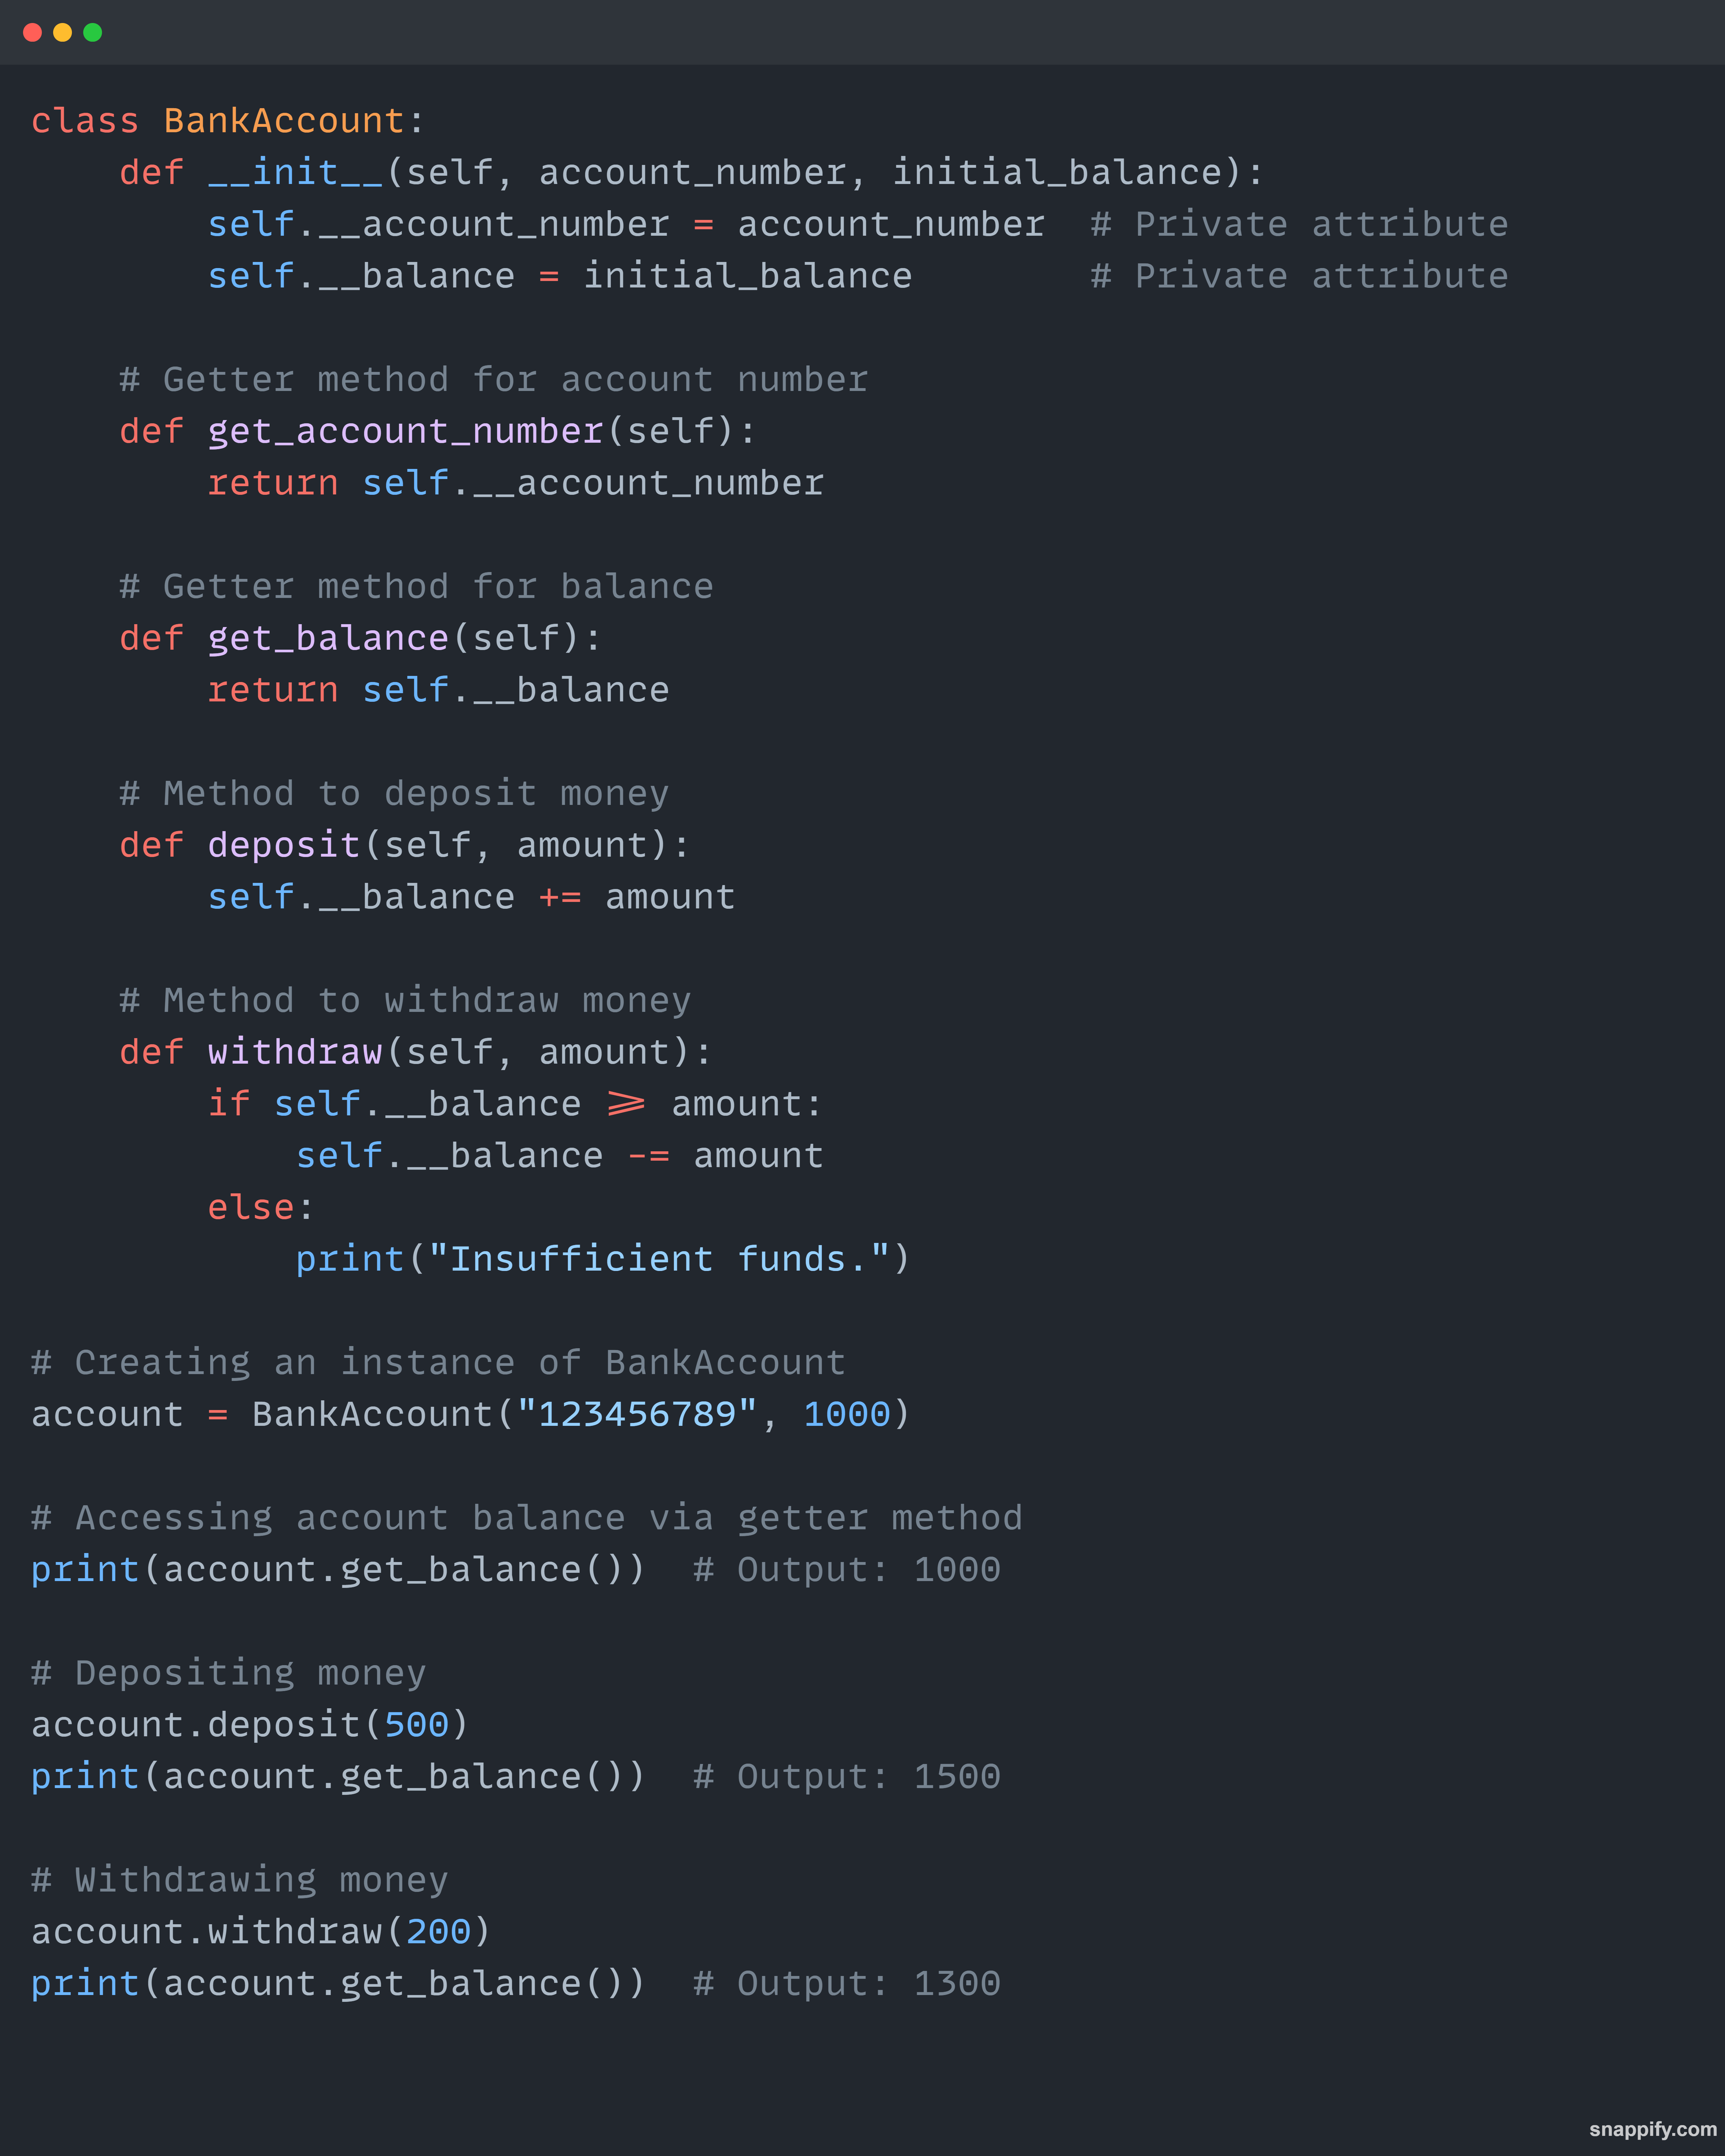 class BankAccount:
    def __init__(self, account_number, initial_balance):
        self.__account_number = account_number  # Private attribute
        self.__balance = initial_balance        # Private attribute

    # Getter method for account number
    def get_account_number(self):
        return self.__account_number

    # Getter method for balance
    def get_balance(self):
        return self.__balance

    # Method to deposit money
    def deposit(self, amount):
        self.__balance += amount

    # Method to withdraw money
    def withdraw(self, amount):
        if self.__balance >= amount:
            self.__balance -= amount
        else:
            print("Insufficient funds.")

# Creating an instance of BankAccount
account = BankAccount("123456789", 1000)

# Accessing account balance via getter method
print(account.get_balance())  # Output: 1000

# Depositing money
account.deposit(500)
print(account.get_balance())  # Output: 1500

# Withdrawing money
account.withdraw(200)
print(account.get_balance())  # Output: 1300
snappify.com